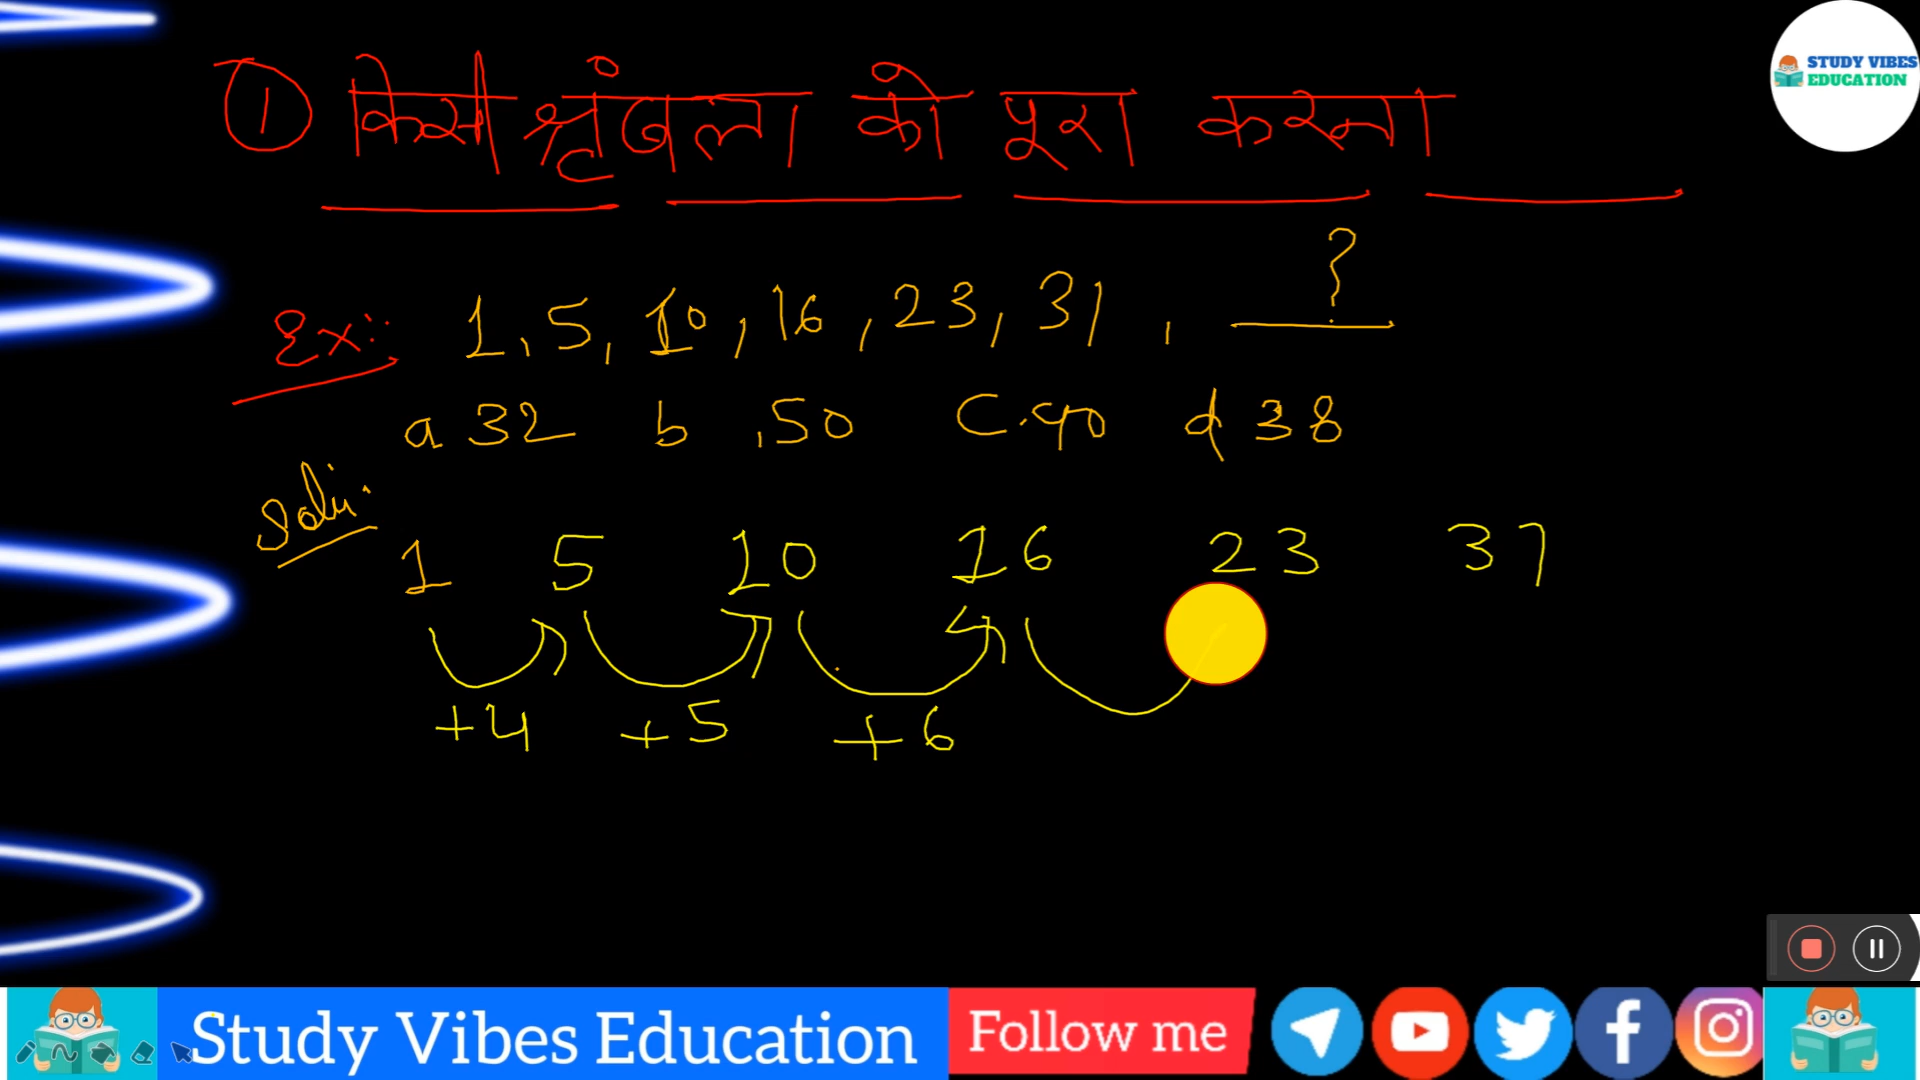 STUDY VIBES
EDUCATION
① किसी श्रृंखला को पूरा करना
Ex:- 1, 5, 10, 16, 23, 31, ?
a 32 b .50 C.40 d 38
Soln:
1 5 10 16 23 31
+4 +5 +6
Study Vibes Education Follow me